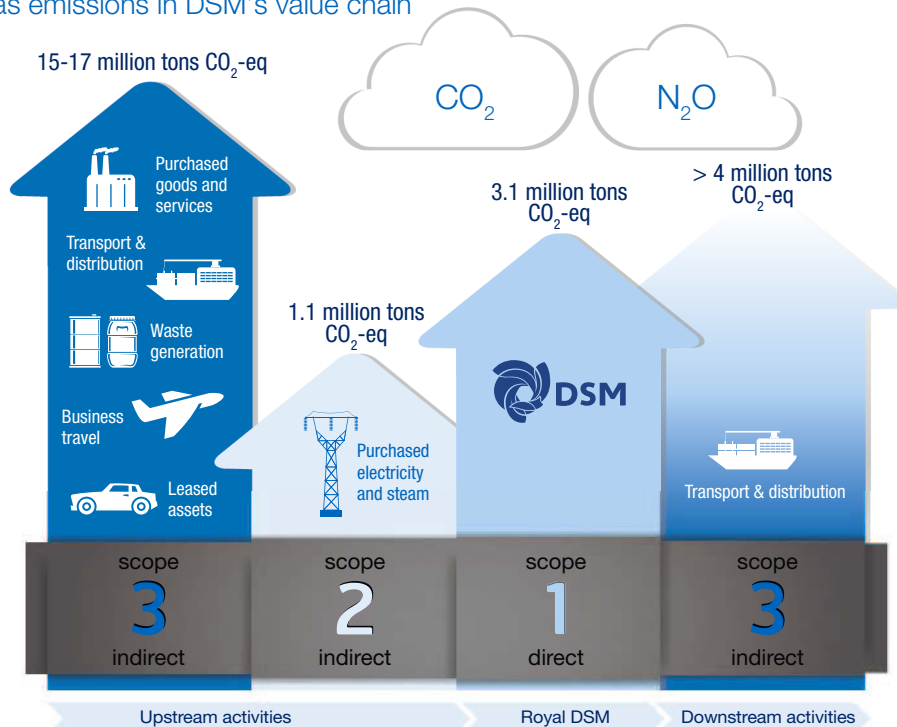 as emissions in DSM's value chain
15-17 million tons CO₂-eq
CO₂
N₂O
Purchased
goods and
services
Transport &
distribution
Waste
generation
Business
travel
Leased
assets
1.1 million tons
CO₂-eq
Purchased
electricity
and steam
3.1 million tons
CO₂-eq
DSM
> 4 million tons
CO₂-eq
Transport & distribution
scope
3
indirect
scope
2
indirect
scope
1
direct
scope
3
indirect
Upstream activities
Royal DSM
Downstream activities